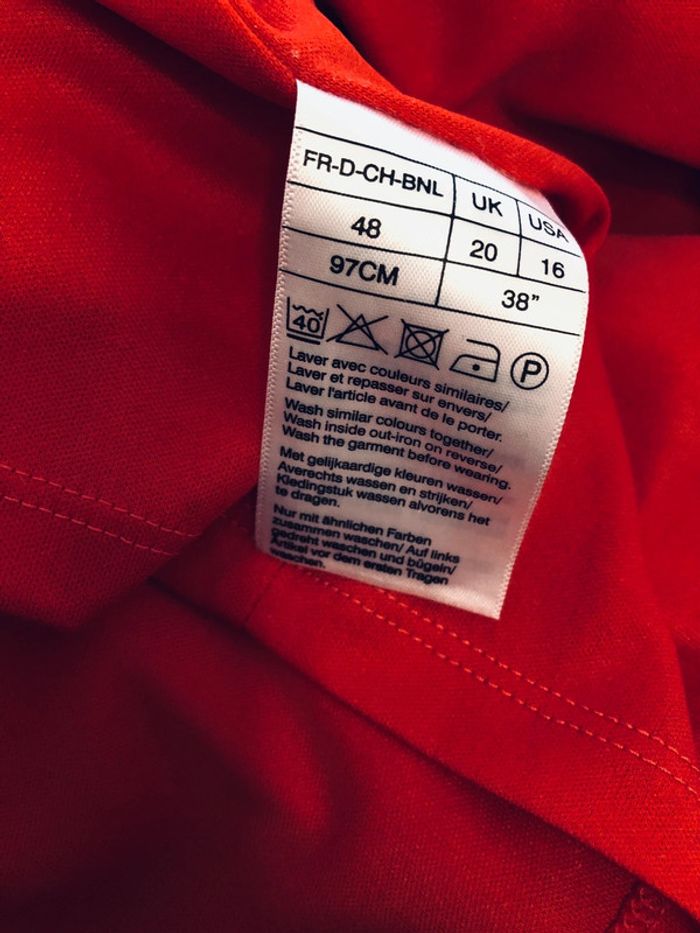 FR-D-CH-BNL UK USA
48 20 16
97CM 38”
40 P
Laver avec couleurs similaires/
Laver et repasser sur envers/
Laver l'article avant de le porter.
Wash similar colours together/
Wash inside out-iron on reverse/
Wash the garment before wearing.
Met gelijkaardige kleuren wassen/
Averechts wassen en strijken/
Kledingstuk wassen alvorens het
te dragen.
Nur mit ähnlichen Farben
zusammen waschen/ Auf links
gedreht waschen und bügeln/
Artikel vor dem ersten Tragen
waschen.